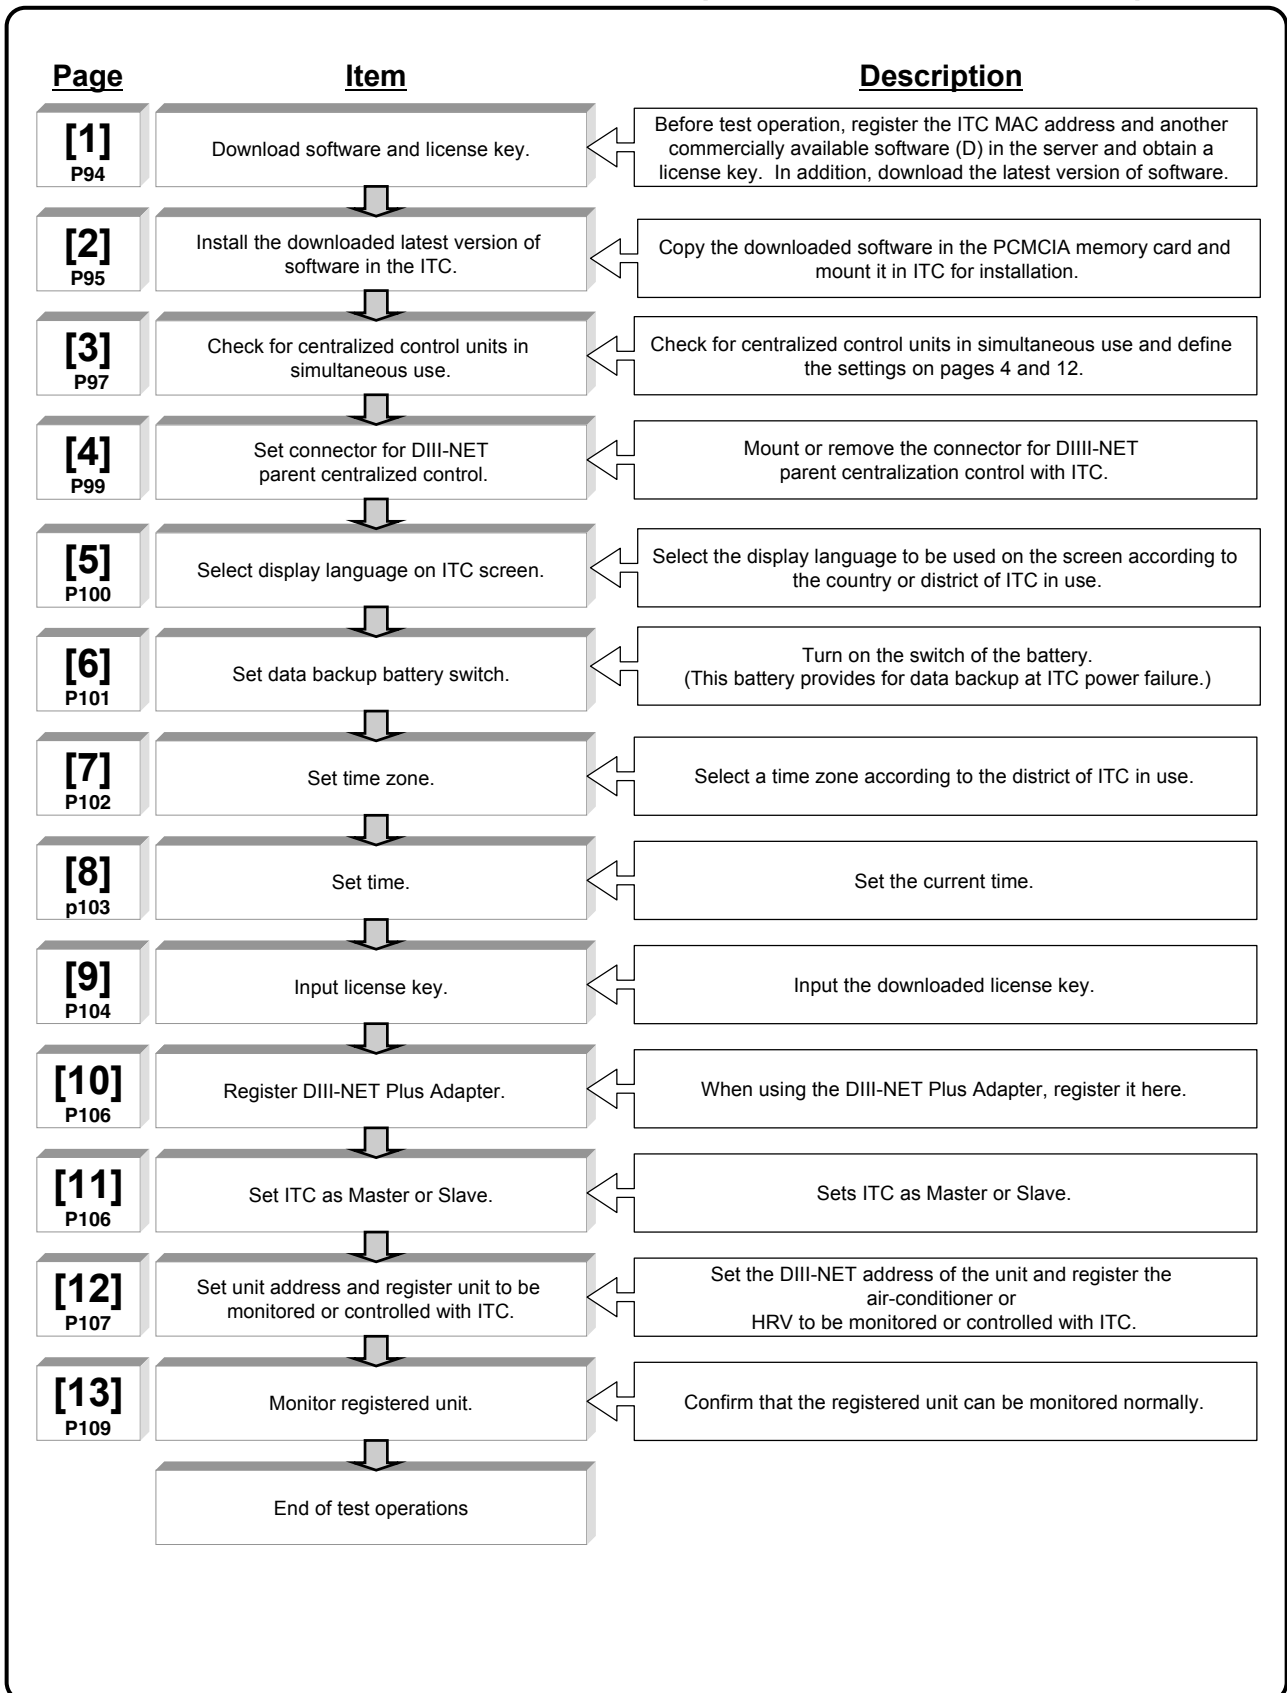 Page
Item
Description
[1]
P94
Download software and license key.
Before test operation, register the ITC MAC address and another
commercially available software (D) in the server and obtain a
license key.  In addition, download the latest version of software.
[2]
P95
Install the downloaded latest version of
software in the ITC.
Copy the downloaded software in the PCMCIA memory card and
mount it in ITC for installation.
[3]
P97
Check for centralized control units in
simultaneous use.
Check for centralized control units in simultaneous use and define
the settings on pages 4 and 12.
[4]
P99
Set connector for DIII-NET
parent centralized control.
Mount or remove the connector for DIIII-NET
parent centralization control with ITC.
[5]
P100
Select display language on ITC screen.
Select the display language to be used on the screen according to
the country or district of ITC in use.
[6]
P101
Set data backup battery switch.
Turn on the switch of the battery.
(This battery provides for data backup at ITC power failure.)
[7]
P102
Set time zone.
Select a time zone according to the district of ITC in use.
[8]
p103
Set time.
Set the current time.
[9]
P104
Input license key.
Input the downloaded license key.
[10]
P106
Register DIII-NET Plus Adapter.
When using the DIII-NET Plus Adapter, register it here.
[11]
P106
Set ITC as Master or Slave.
Sets ITC as Master or Slave.
[12]
P107
Set unit address and register unit to be
monitored or controlled with ITC.
Set the DIII-NET address of the unit and register the
air-conditioner or
HRV to be monitored or controlled with ITC.
[13]
P109
Monitor registered unit.
Confirm that the registered unit can be monitored normally.
End of test operations